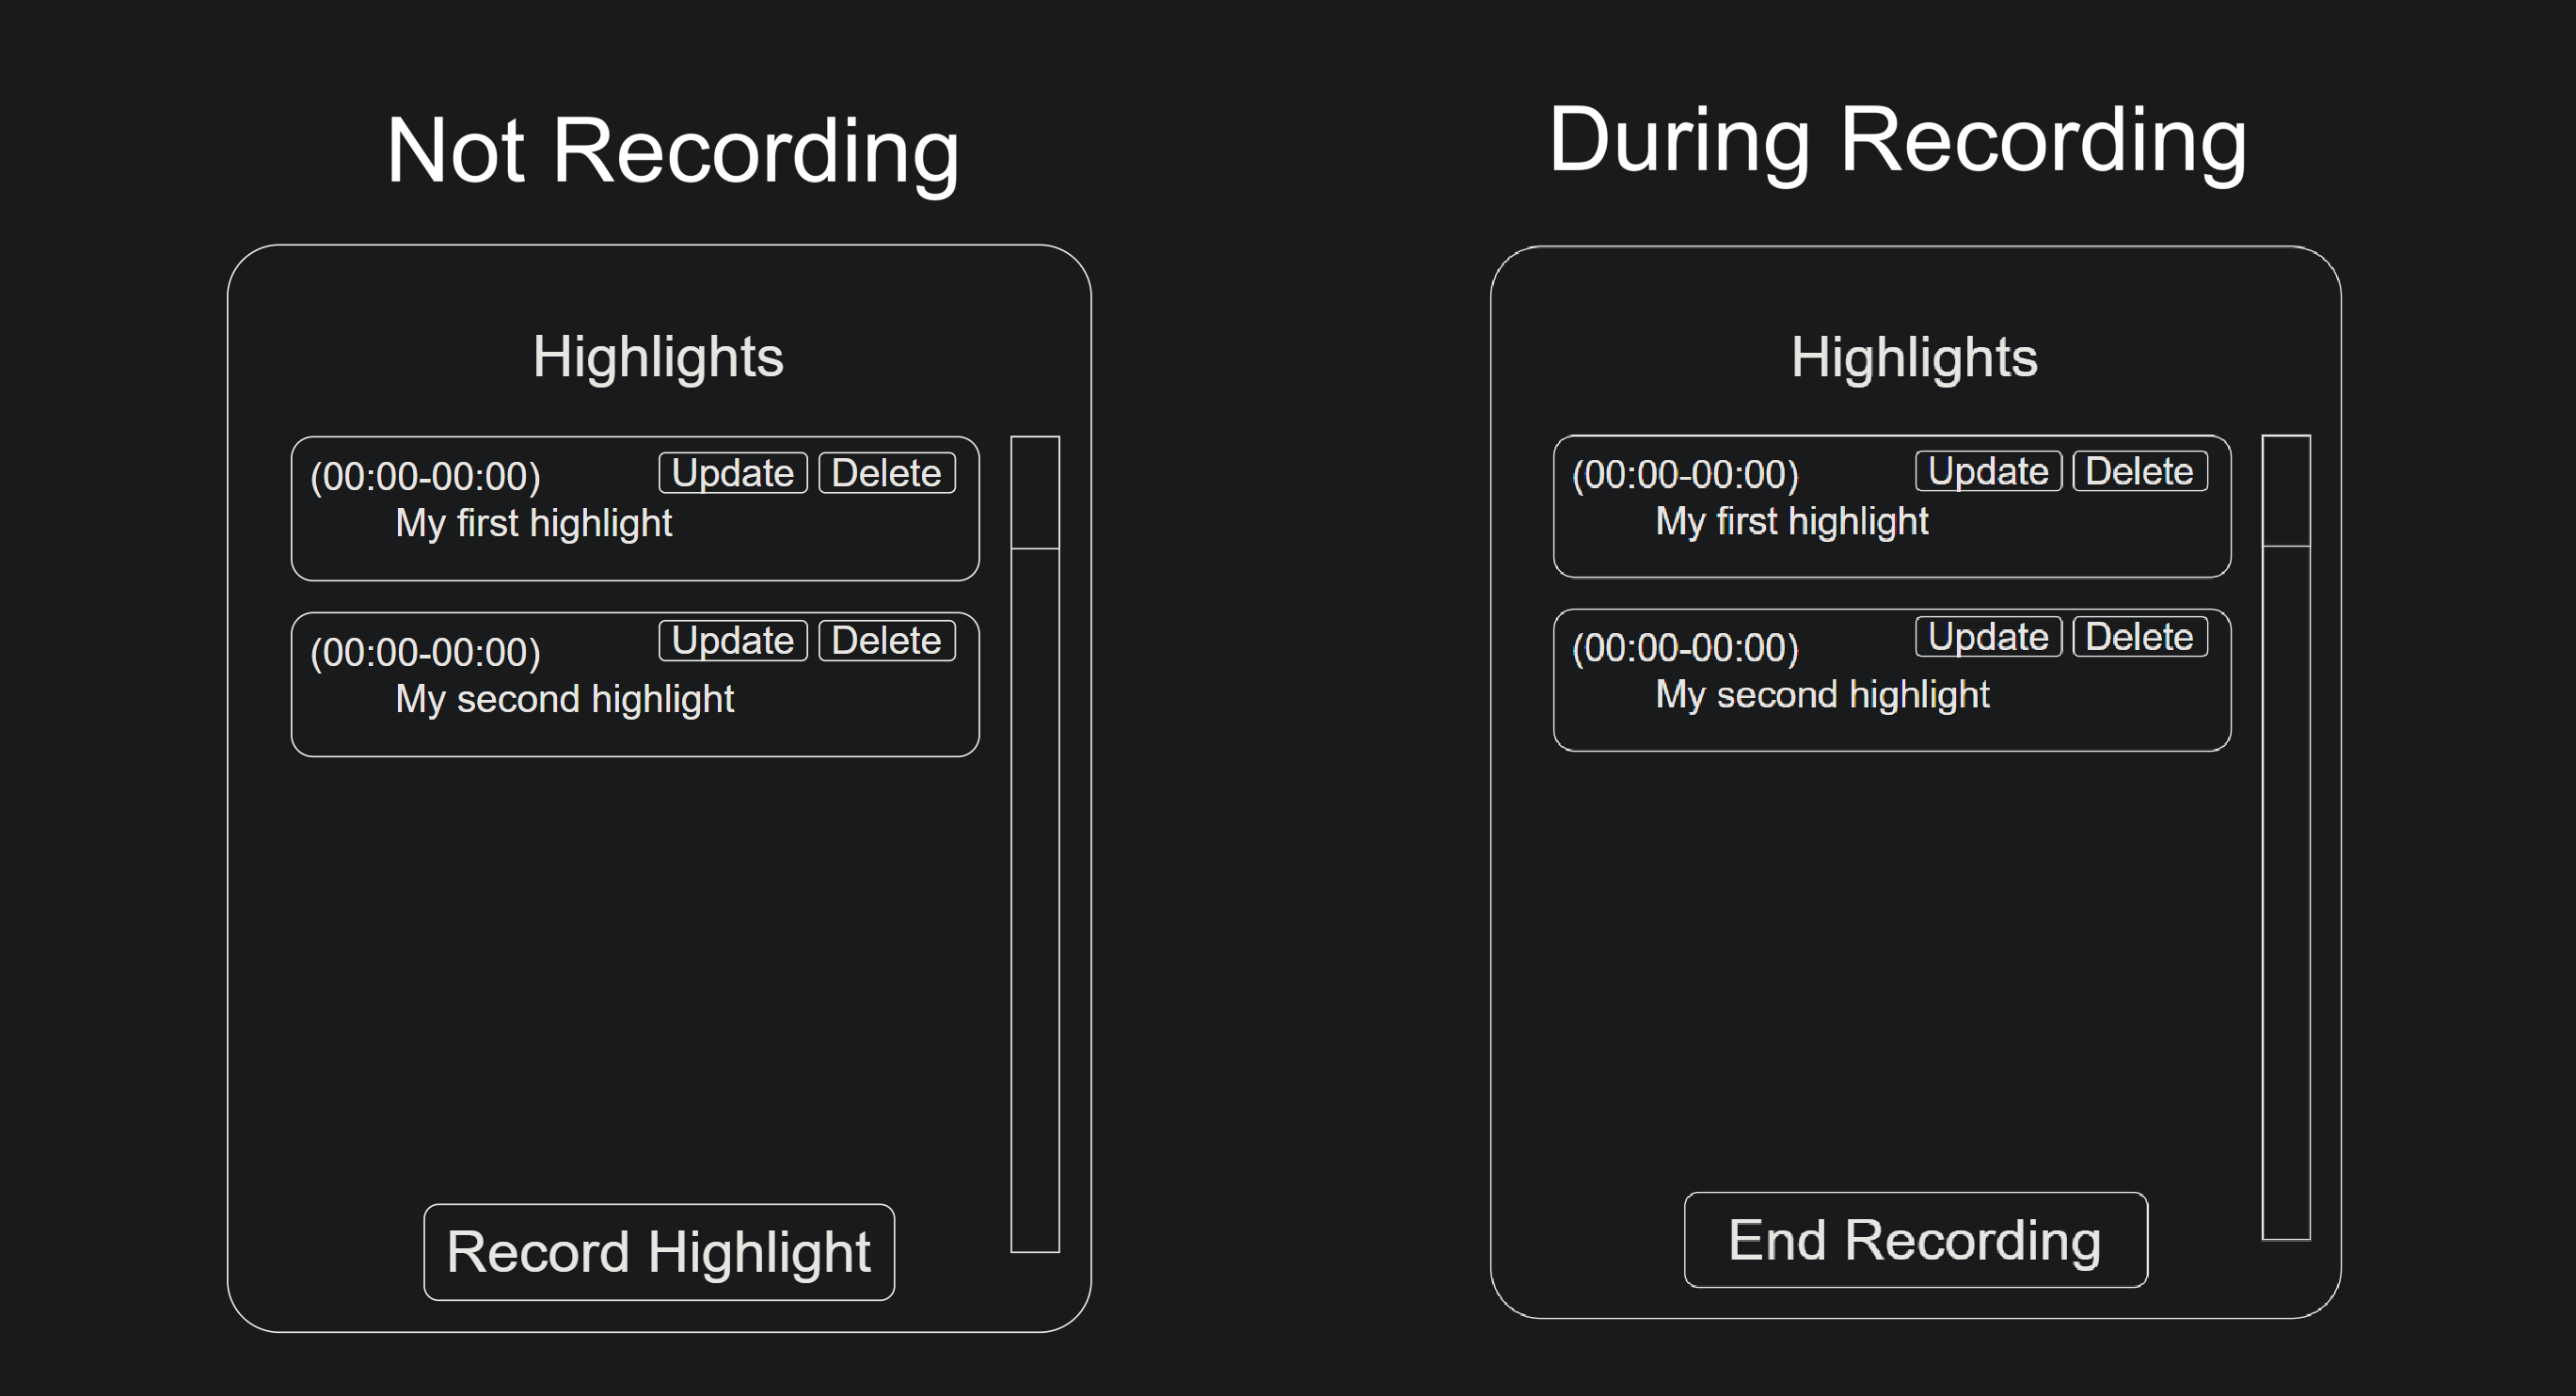 Not Recording
Highlights
(00:00-00:00) Update Delete
My first highlight
(00:00-00:00) Update Delete
My second highlight
Record Highlight
During Recording
Highlights
(00:00-00:00) Update Delete
My first highlight
(00:00-00:00) Update Delete
My second highlight
End Recording